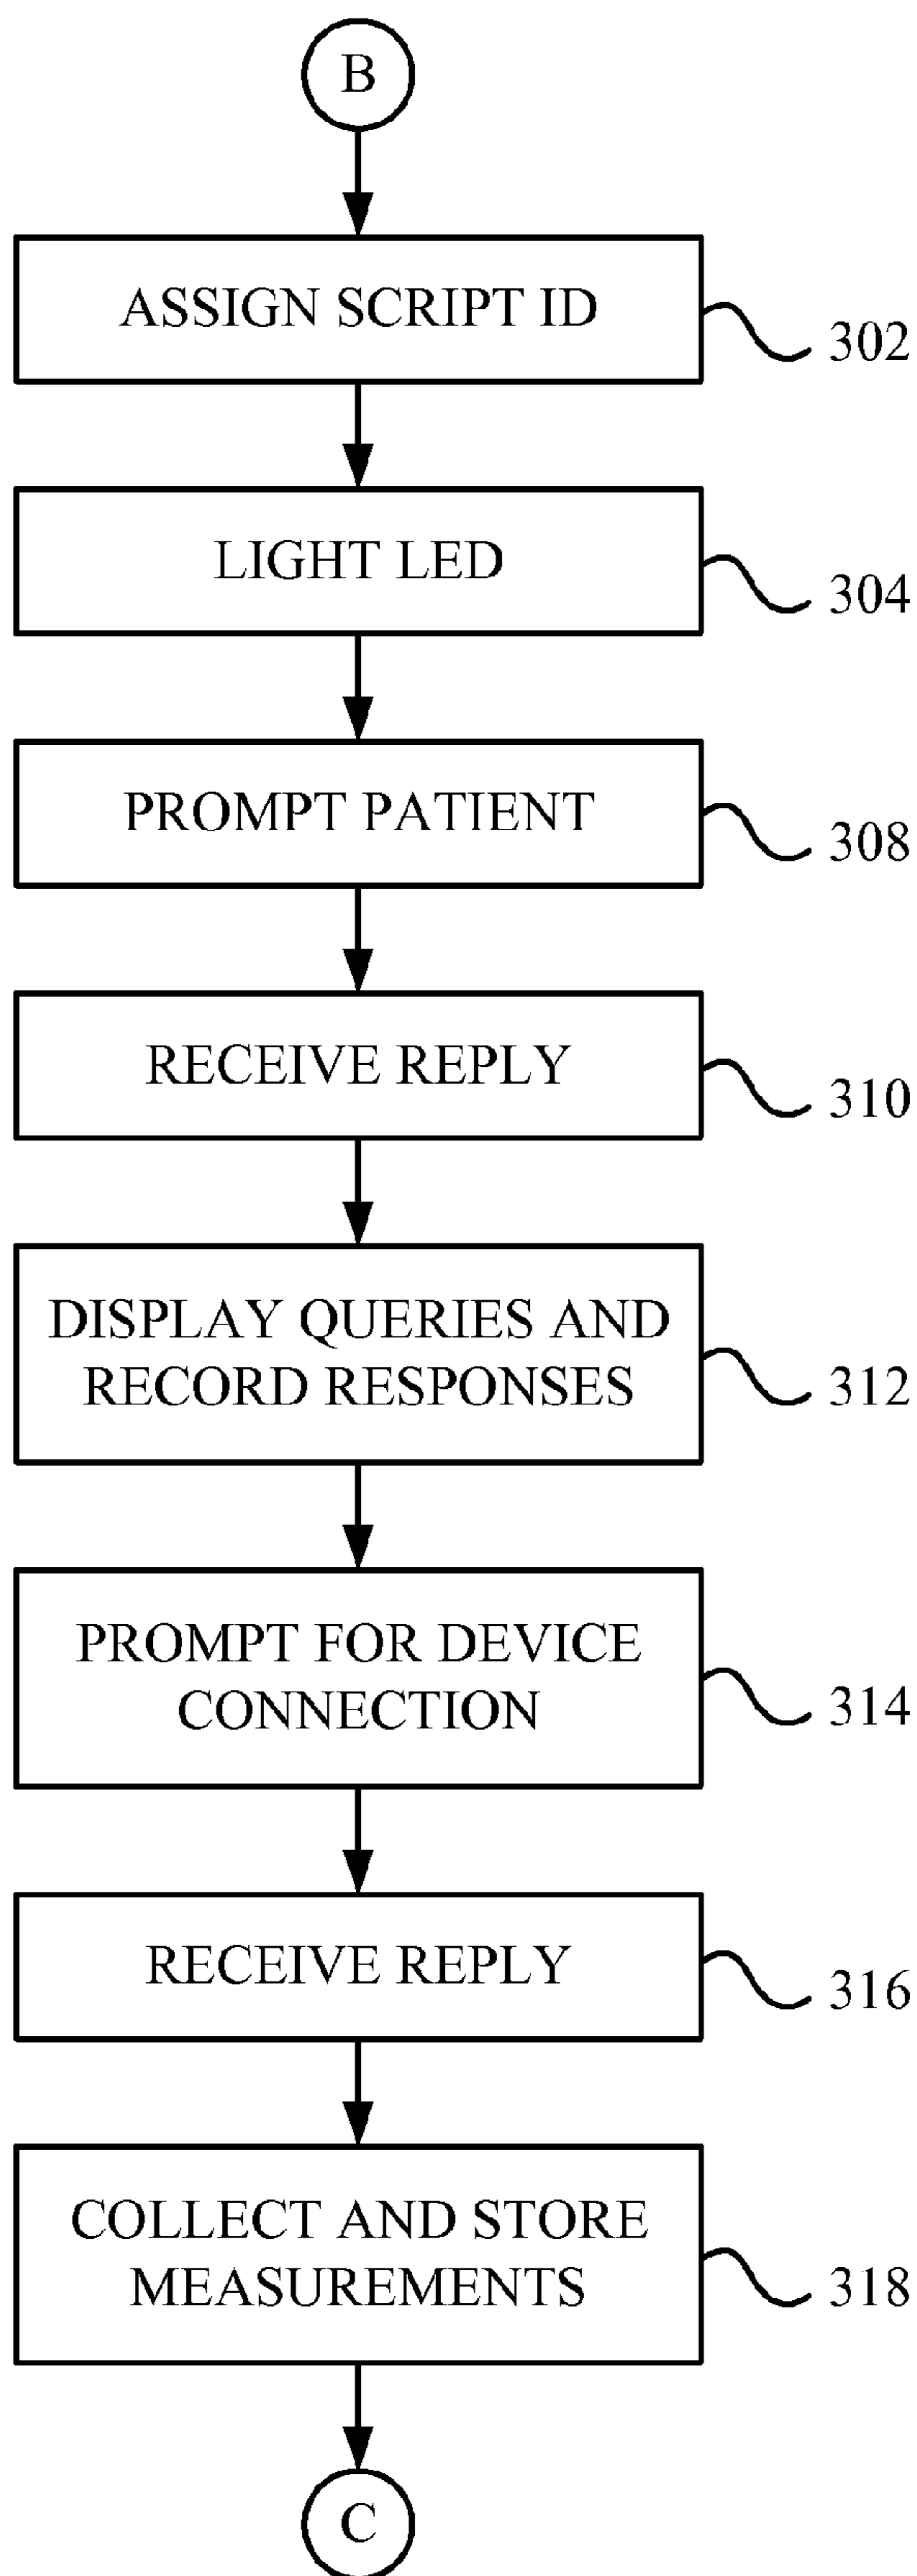 B
ASSIGN SCRIPT ID
302
LIGHT LED
304
PROMPT PATIENT
308
RECEIVE REPLY
310
DISPLAY QUERIES AND
RECORD RESPONSES
312
PROMPT FOR DEVICE
CONNECTION
314
RECEIVE REPLY
316
COLLECT AND STORE
MEASUREMENTS
318
C